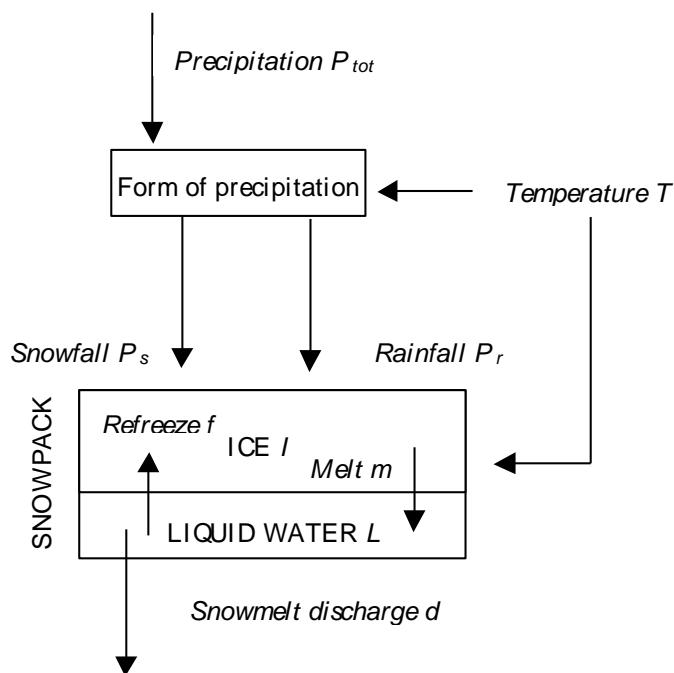 Precipitation P tot
Form of precipitation
Temperature T
Snowfall P s
Rainfall P r
SNOWPACK
Refreeze f
ICE I
Melt m
LIQUID WATER L
Snowmelt discharge d